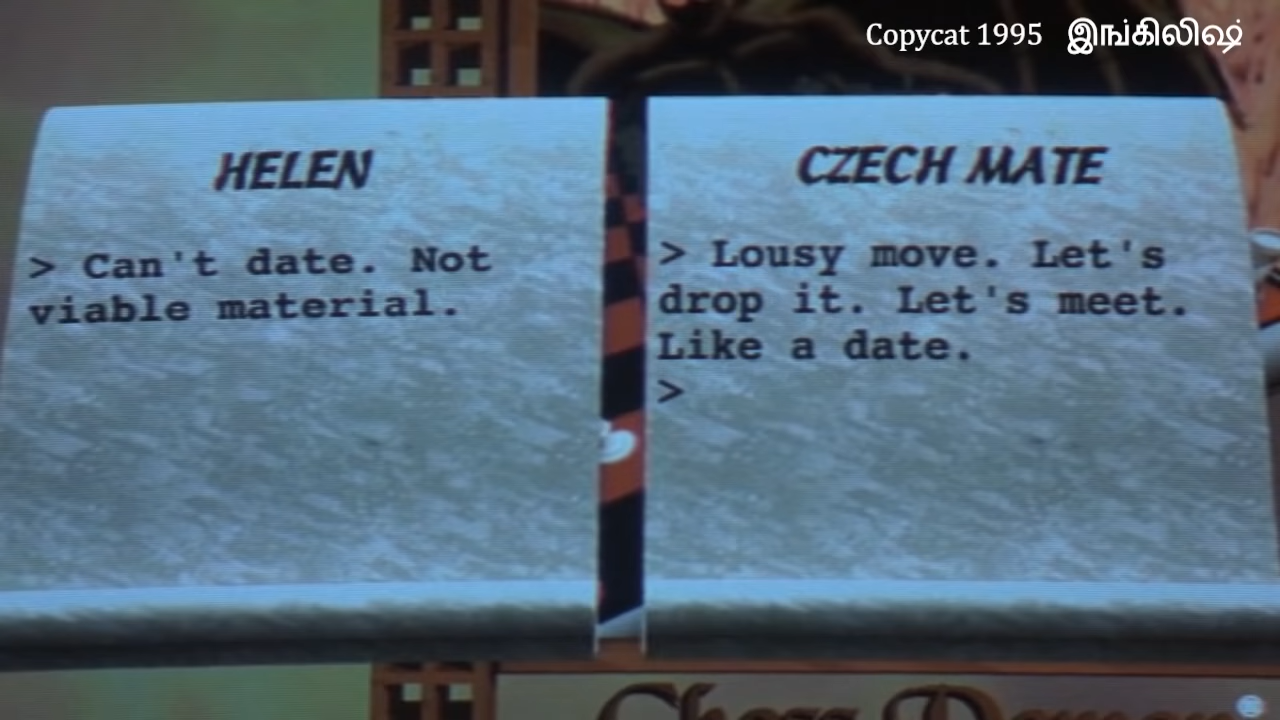 Copycat 1995 இங்கிலிஷ்
HELEN
> Can't date. Not
viable material.
CZECH MATE
> Lousy move. Let's
drop it. Let's meet.
Like a date.
>